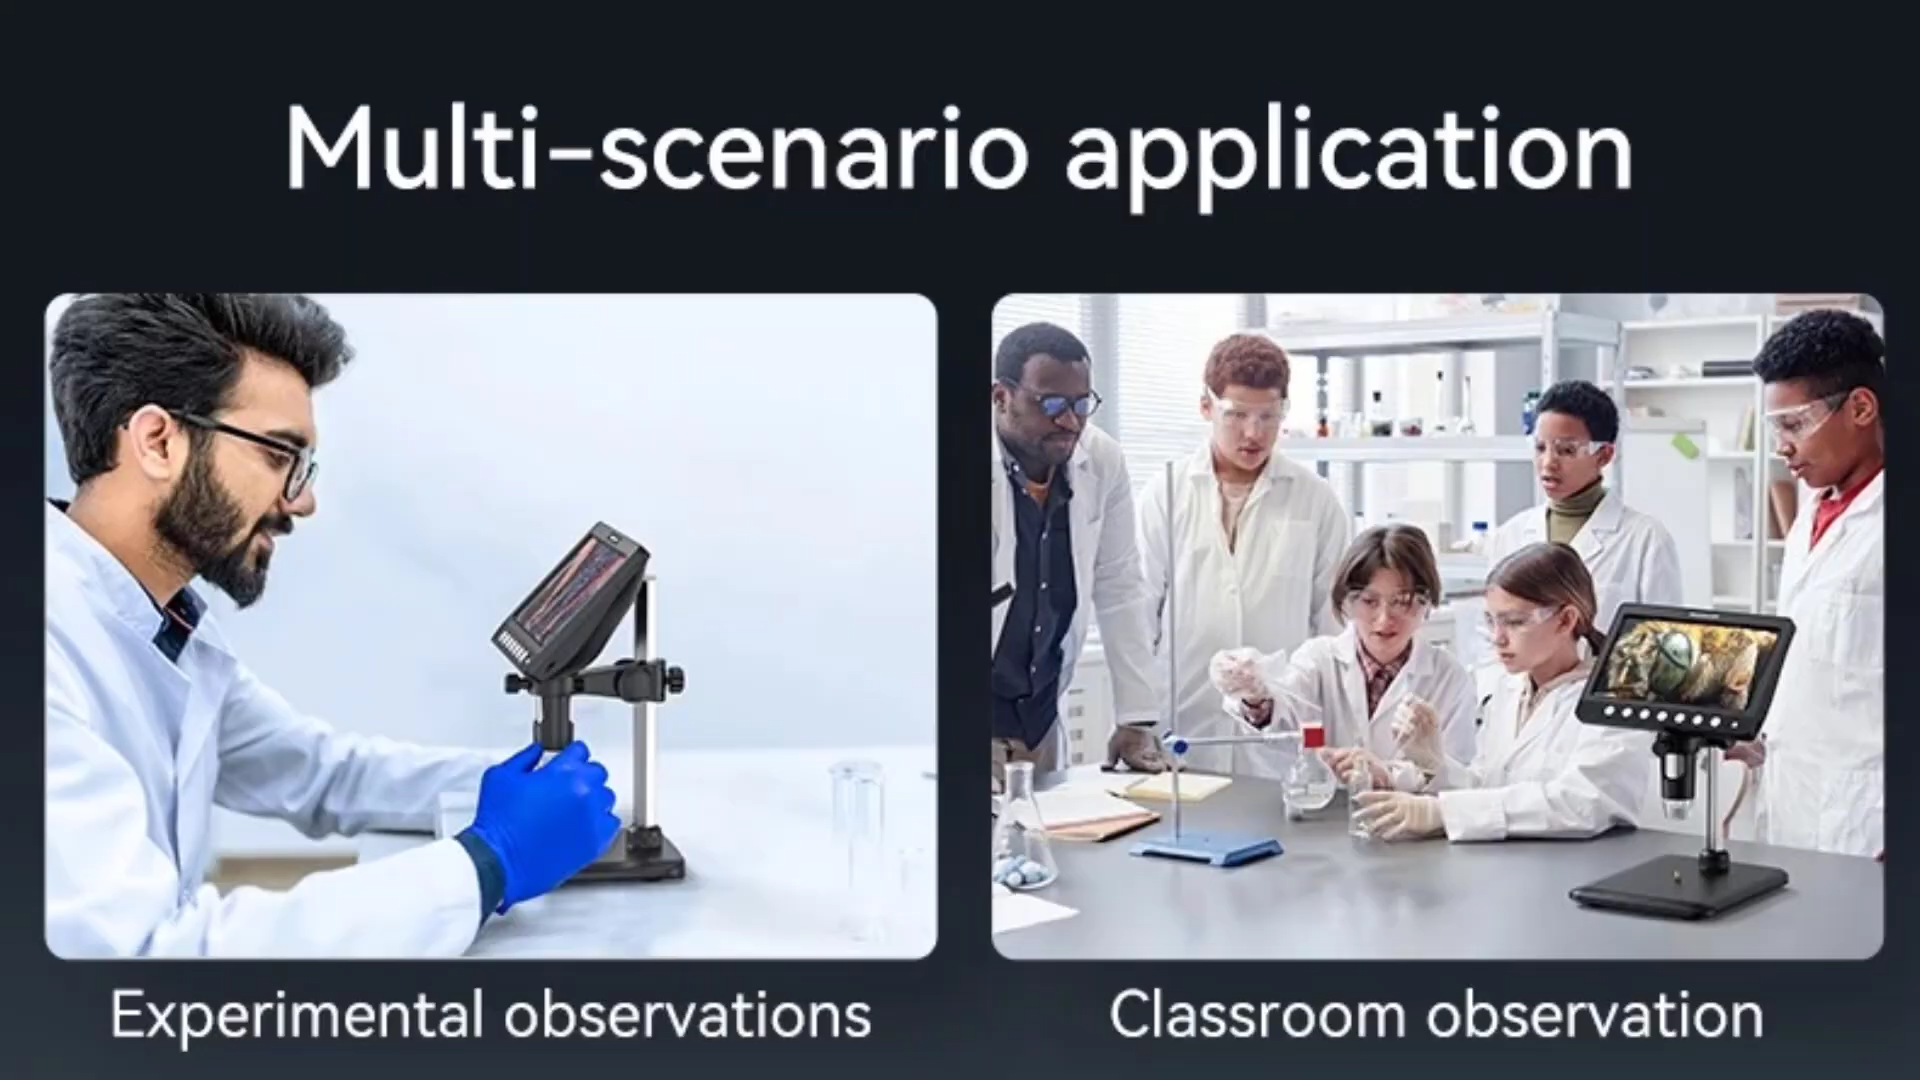 Multi-scenario application
Experimental observations
Classroom observation